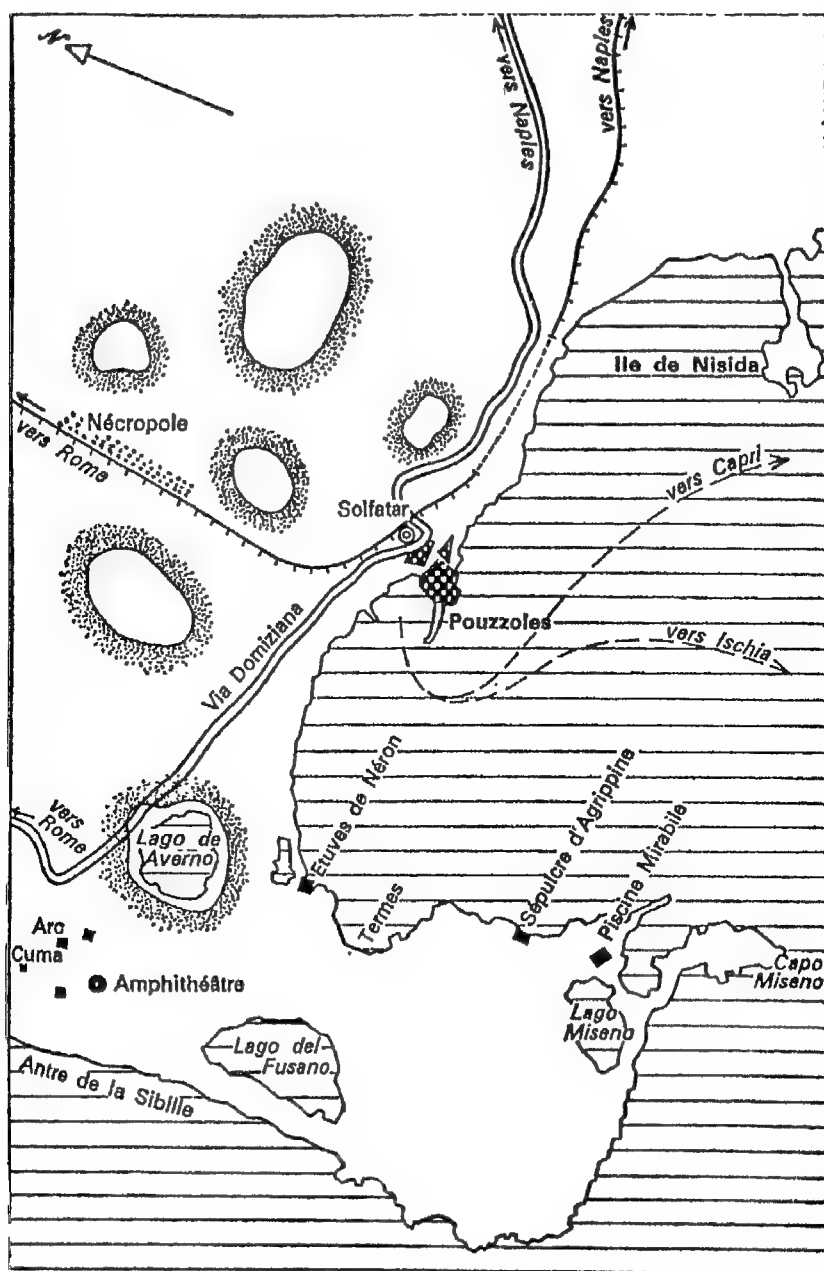 N
vers Naples
vers Naples
Ile de Nisida
Nécropole
vers Rome
vers Capri
Solfatar
Pouzzoles
vers Ischia
Via Domiziana
vers
Rome
Lago de
Averno
Etuves de Néron
Termes
Sépulcre d'Agrippine
Piscine Mirabile
Arc
Cuma
Amphithéâtre
Capo
Miseno
Lago
Miseno
Lago del
Fusano
Antre de la Sibille